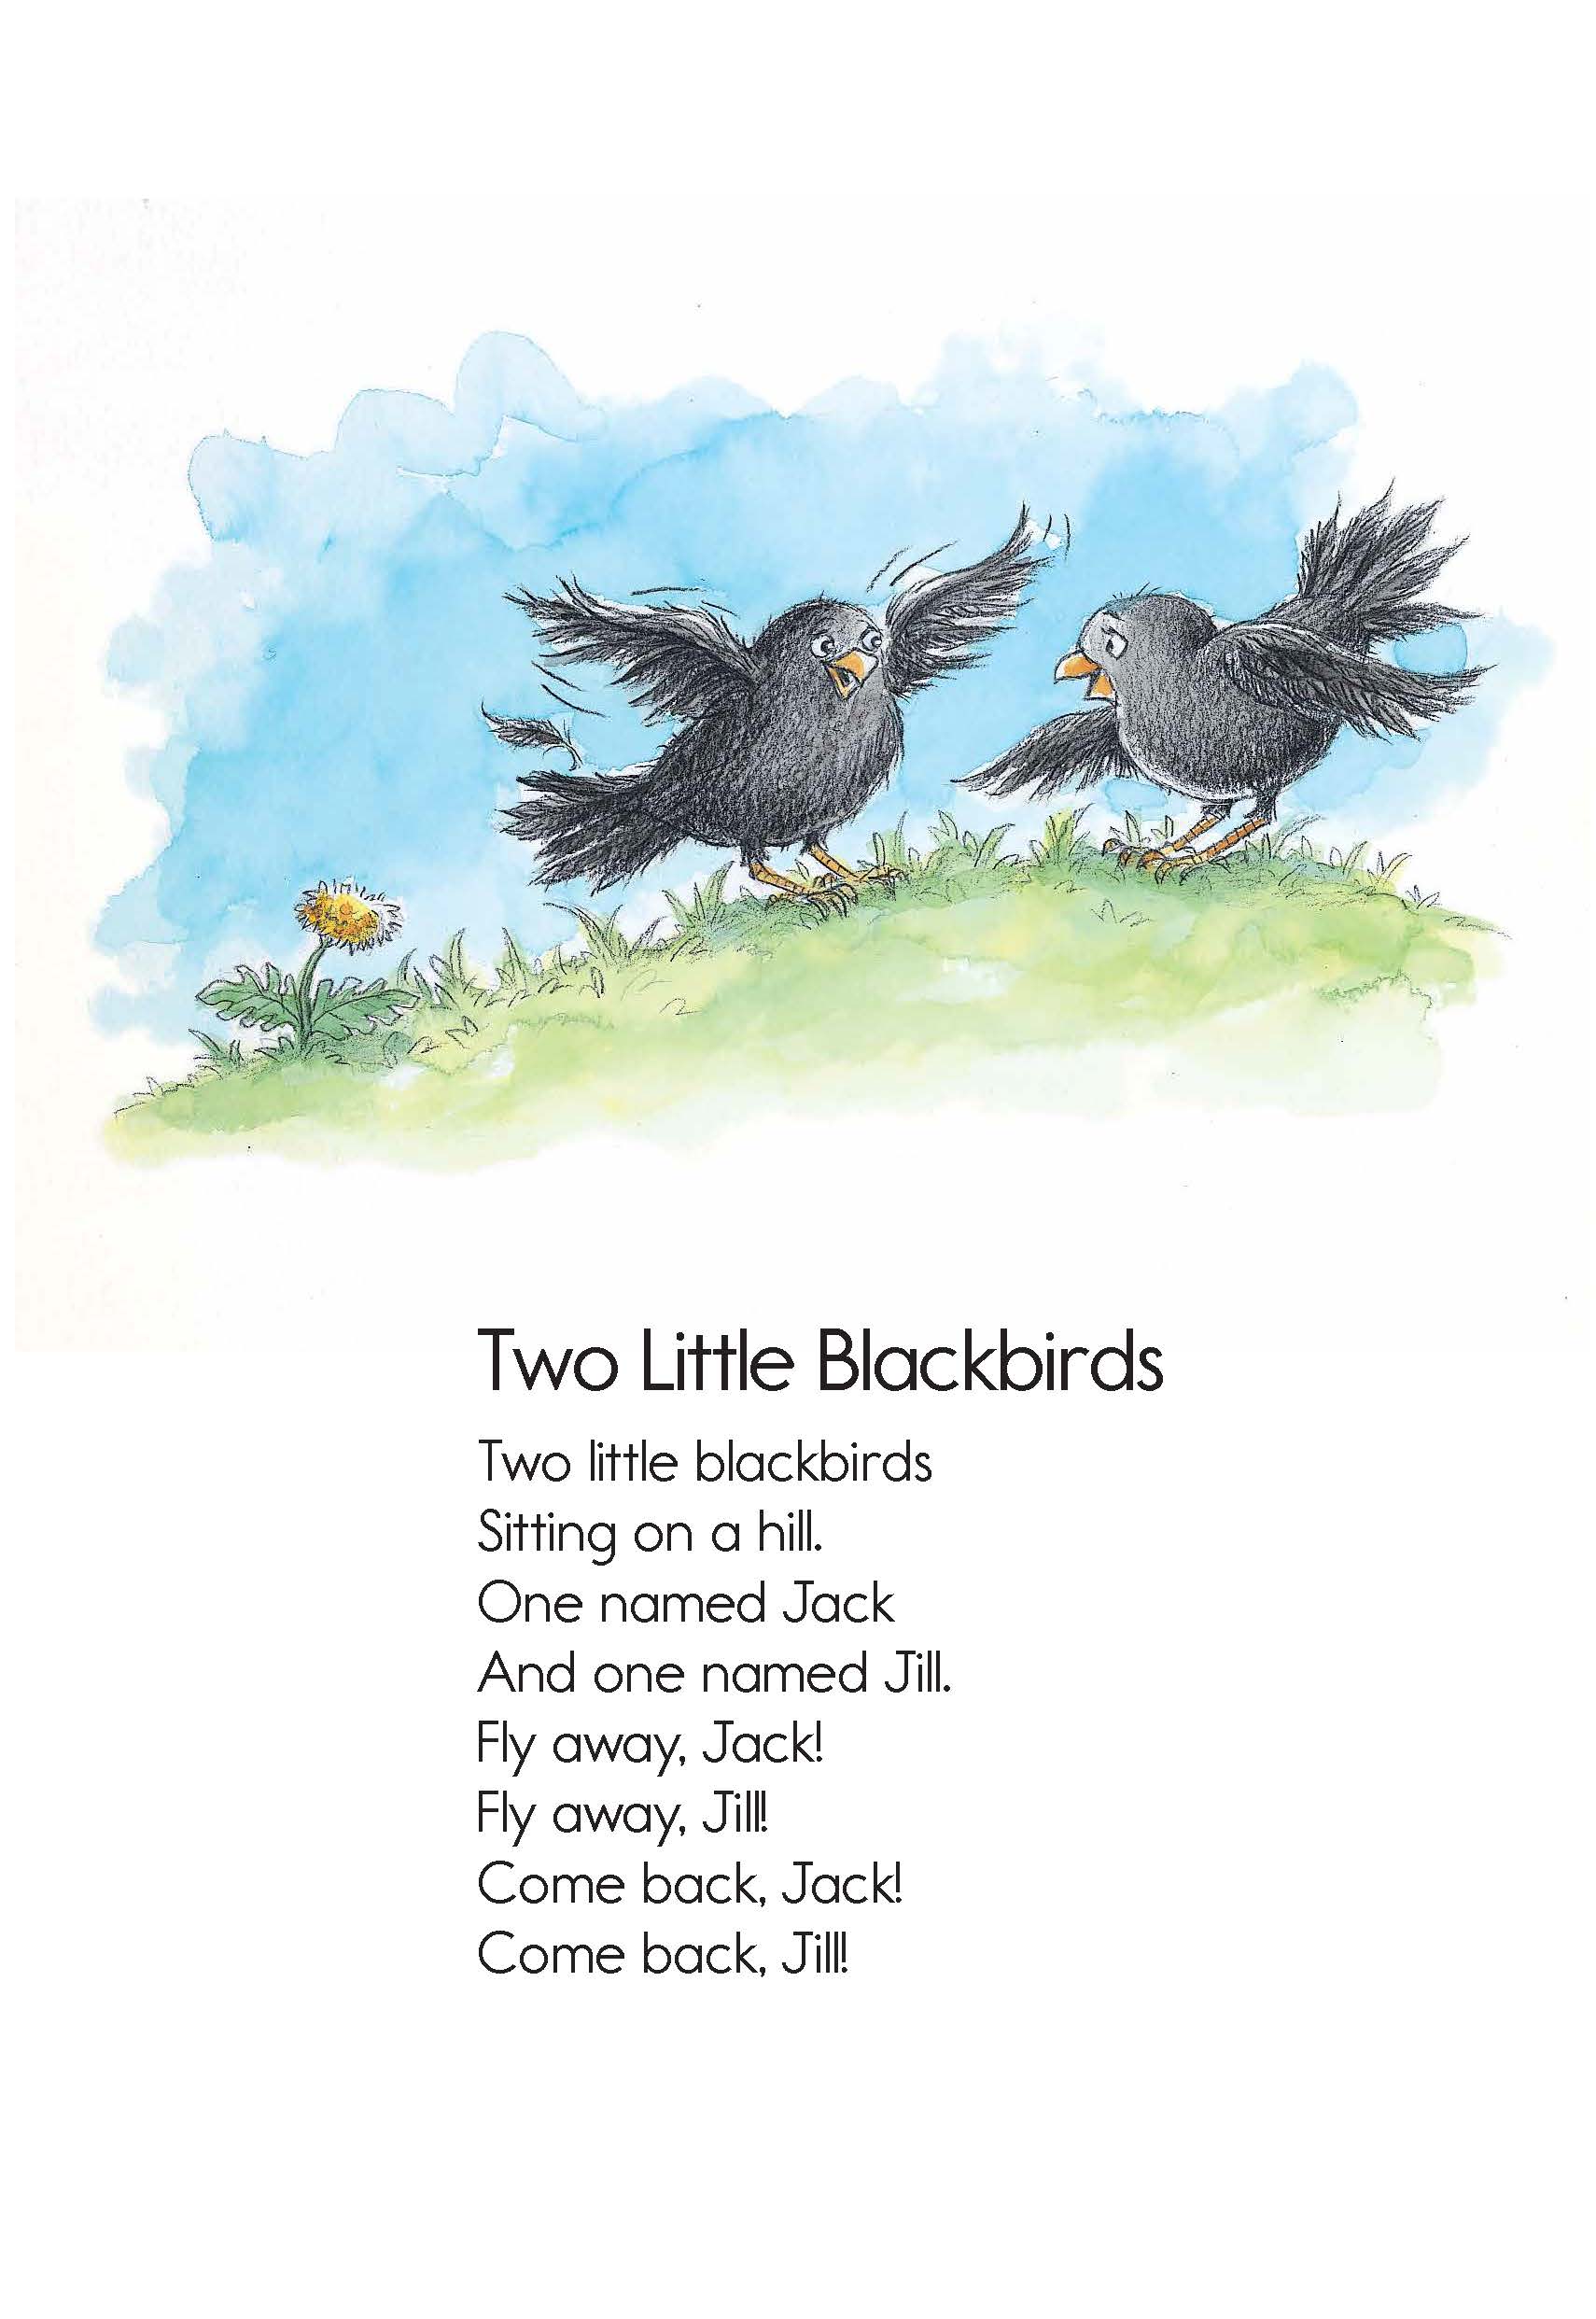 Two Little Blackbirds
Two little blackbirds
Sitting on a hill.
One named Jack
And one named Jill.
Fly away, Jack!
Fly away, Jill!
Come back, Jack!
Come back, Jill!